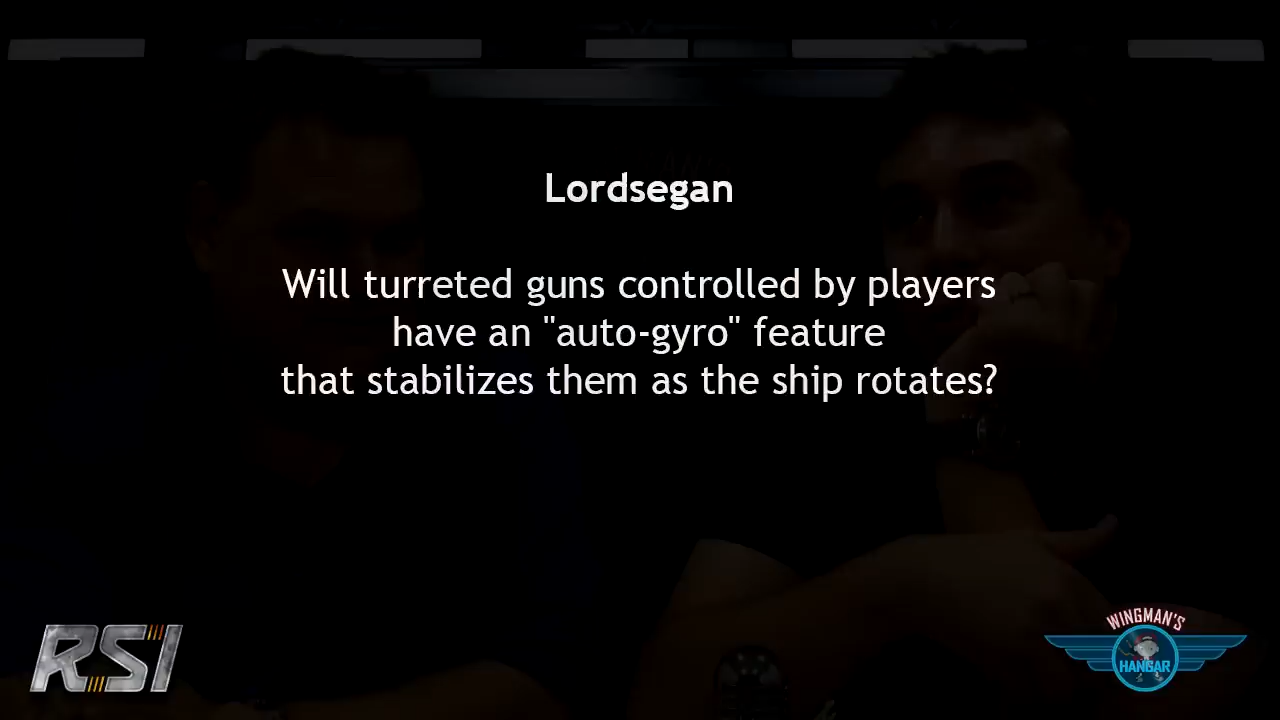 Lordsegan
Will turreted guns controlled by players
have an "auto-gyro" feature
that stabilizes them as the ship rotates?
RSI
WINGMAN'S
HANGAR